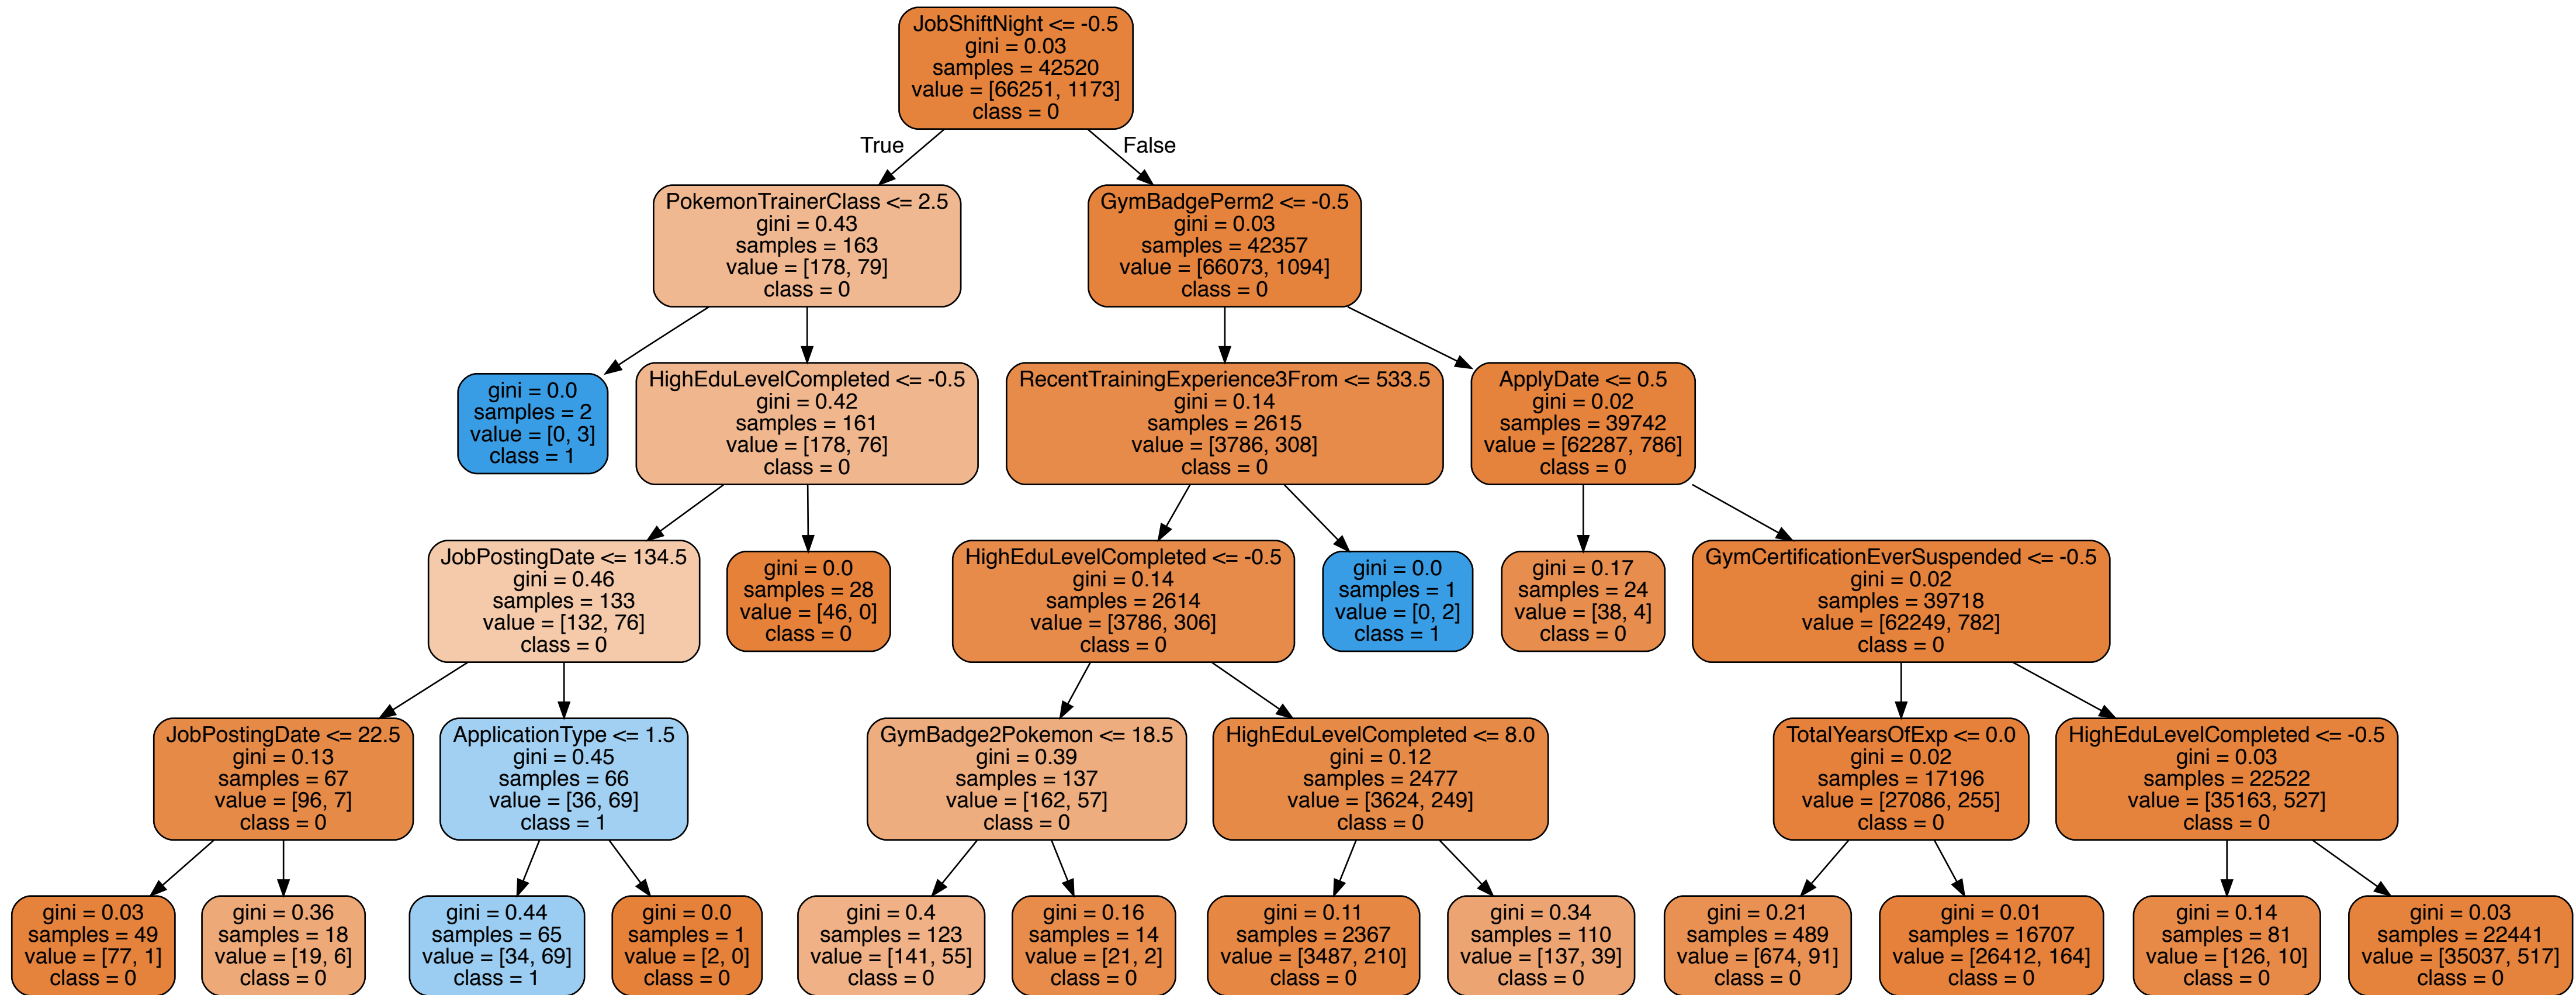 JobShiftNight <= -0.5
gini = 0.03
samples = 42520
value = [66251, 1173]
class = 0
True
False
PokemonTrainerClass <= 2.5
gini = 0.43
samples = 163
value = [178, 79]
class = 0
GymBadgePerm2 <= -0.5
gini = 0.03
samples = 42357
value = [66073, 1094]
class = 0
gini = 0.0
samples = 2
value = [0, 3]
class = 1
HighEduLevelCompleted <= -0.5
gini = 0.42
samples = 161
value = [178, 76]
class = 0
RecentTrainingExperience3From <= 533.5
gini = 0.14
samples = 2615
value = [3786, 308]
class = 0
ApplyDate <= 0.5
gini = 0.02
samples = 39742
value = [62287, 786]
class = 0
JobPostingDate <= 134.5
gini = 0.46
samples = 133
value = [132, 76]
class = 0
gini = 0.0
samples = 28
value = [46, 0]
class = 0
HighEduLevelCompleted <= -0.5
gini = 0.14
samples = 2614
value = [3786, 306]
class = 0
gini = 0.0
samples = 1
value = [0, 2]
class = 1
gini = 0.17
samples = 24
value = [38, 4]
class = 0
GymCertificationEverSuspended <= -0.5
gini = 0.02
samples = 39718
value = [62249, 782]
class = 0
JobPostingDate <= 22.5
gini = 0.13
samples = 67
value = [96, 7]
class = 0
ApplicationType <= 1.5
gini = 0.45
samples = 66
value = [36, 69]
class = 1
GymBadge2Pokemon <= 18.5
gini = 0.39
samples = 137
value = [162, 57]
class = 0
HighEduLevelCompleted <= 8.0
gini = 0.12
samples = 2477
value = [3624, 249]
class = 0
TotalYearsOfExp <= 0.0
gini = 0.02
samples = 17196
value = [27086, 255]
class = 0
HighEduLevelCompleted <= -0.5
gini = 0.03
samples = 22522
value = [35163, 527]
class = 0
gini = 0.03
samples = 49
value = [77, 1]
class = 0
gini = 0.36
samples = 18
value = [19, 6]
class = 0
gini = 0.44
samples = 65
value = [34, 69]
class = 1
gini = 0.0
samples = 1
value = [2, 0]
class = 0
gini = 0.4
samples = 123
value = [141, 55]
class = 0
gini = 0.16
samples = 14
value = [21, 2]
class = 0
gini = 0.11
samples = 2367
value = [3487, 210]
class = 0
gini = 0.34
samples = 110
value = [137, 39]
class = 0
gini = 0.21
samples = 489
value = [674, 91]
class = 0
gini = 0.01
samples = 16707
value = [26412, 164]
class = 0
gini = 0.14
samples = 81
value = [126, 10]
class = 0
gini = 0.03
samples = 22441
value = [35037, 517]
class = 0